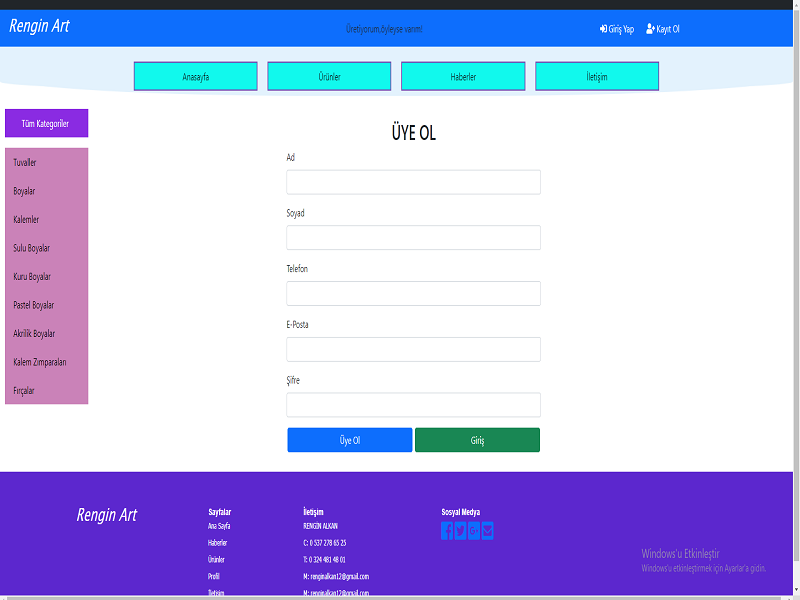 Rengin Art
Üretiyorum,öyleyse varım!
Giriş Yap
Kayıt Ol
Anasayfa
Ürünler
Haberler
İletişim
Tüm Kategoriler
Tuvaller
Boyalar
Kalemler
Sulu Boyalar
Kuru Boyalar
Pastel Boyalar
Akrilik Boyalar
Kalem Zımparaları
Fırçalar
ÜYE OL
Ad
Soyad
Telefon
E-Posta
Şifre
Üye Ol
Giriş
Rengin Art
Sayfalar
Ana Sayfa
Haberler
Ürünler
Profil
İletişim
İletişim
RENGİN ALKAN
C: 0 537 278 65 25
T: 0 324 481 48 01
M: renginalkan12@gmail.com
M: renginalkan12@gmail.com
Sosyal Medya
Windows'u Etkinleştir
Windows'u etkinleştirmek için Ayarlar'a gidin.